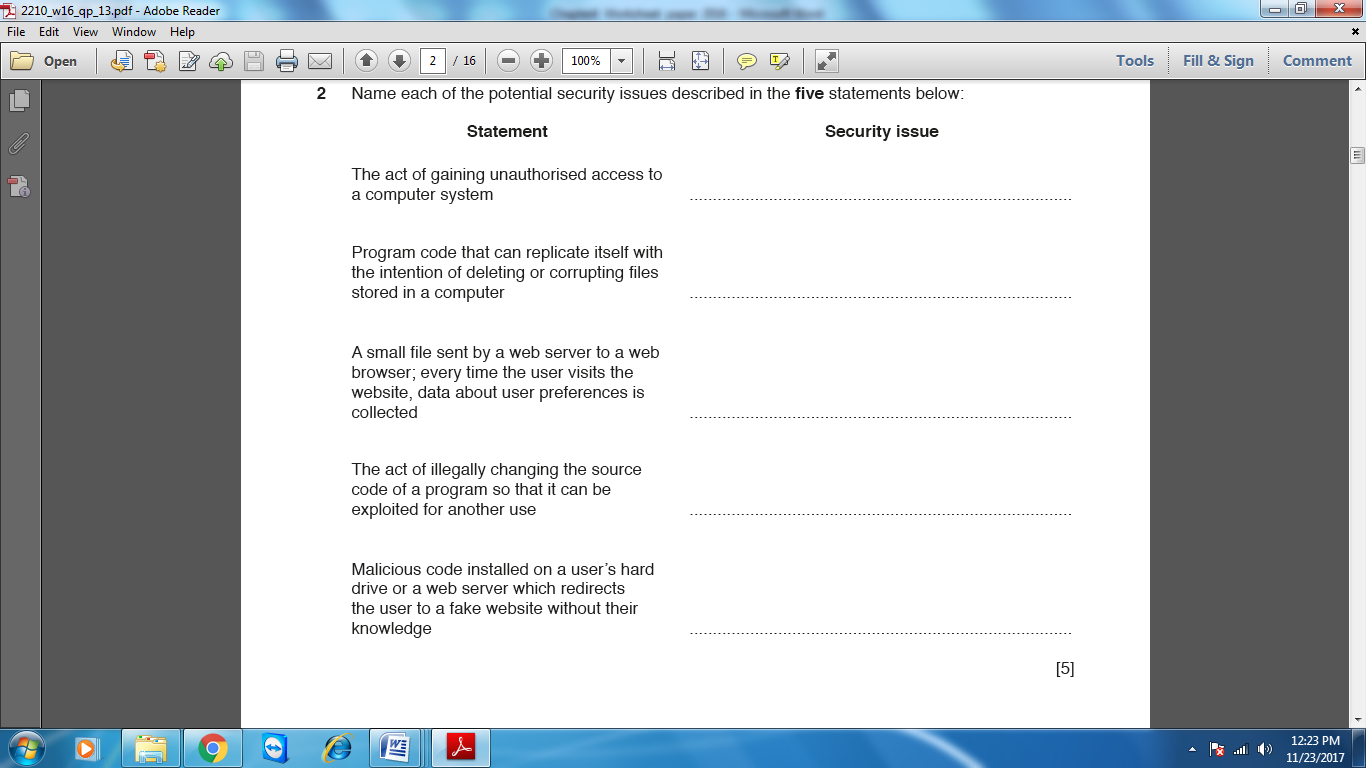 2210_w16_qp_13.pdf - Adobe Reader
File Edit View Window Help
Open 2 / 16 100% Tools Fill & Sign Comment
2 Name each of the potential security issues described in the five statements below:
Statement Security issue
The act of gaining unauthorised access to
a computer system ................................................................................
Program code that can replicate itself with
the intention of deleting or corrupting files
stored in a computer ................................................................................
A small file sent by a web server to a web
browser; every time the user visits the
website, data about user preferences is
collected ................................................................................
The act of illegally changing the source
code of a program so that it can be
exploited for another use ................................................................................
Malicious code installed on a user's hard
drive or a web server which redirects
the user to a fake website without their
knowledge ................................................................................
[5]
12:23 PM
11/23/2017